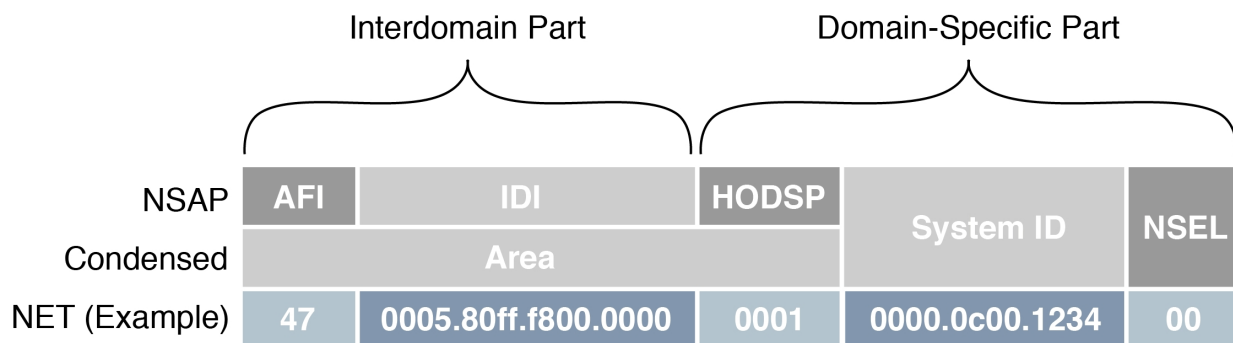 Interdomain Part Domain-Specific Part
NSAP AFI IDI HODSP System ID NSEL
Condensed Area
NET (Example) 47 0005.80ff.f800.0000 0001 0000.0c00.1234 00